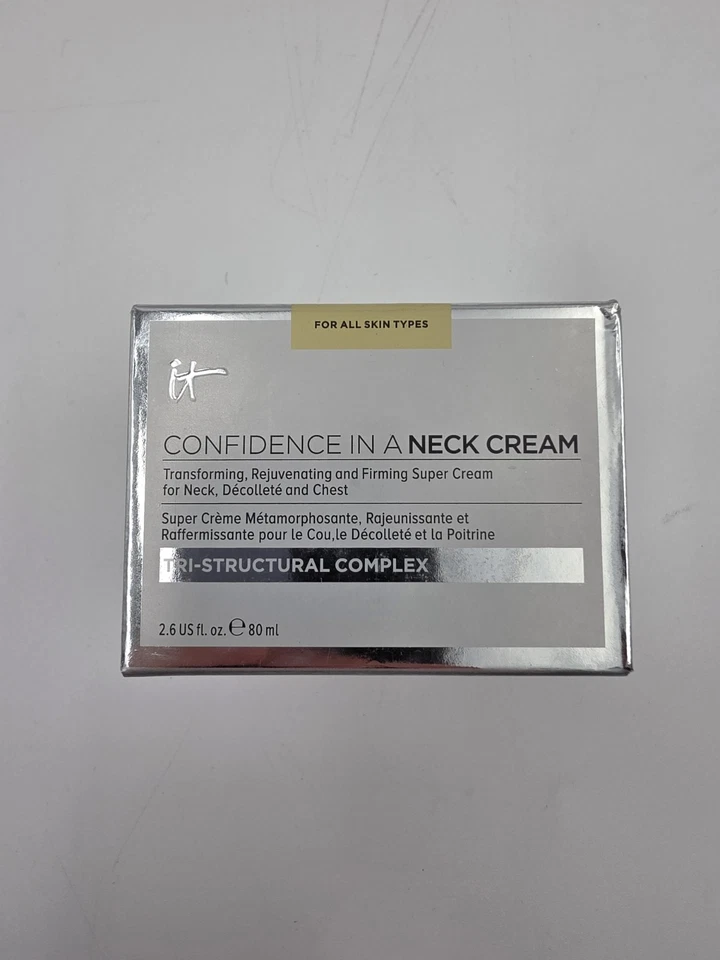 FOR ALL SKIN TYPES
it
CONFIDENCE IN A NECK CREAM
Transforming, Rejuvenating and Firming Super Cream
for Neck, Décolleté and Chest
Super Crème Métamorphosante, Rajeunissante et
Raffermissante pour le Cou,le Décolleté et la Poitrine
TRI-STRUCTURAL COMPLEX
2.6 US fl. oz. ℮ 80 ml